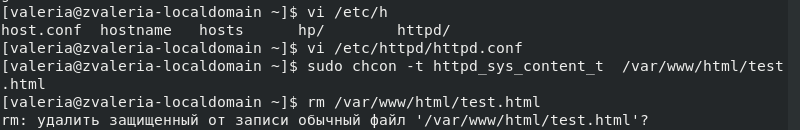 [valeria@zvaleria-localdomain ~]$ vi /etc/h
host.conf  hostname   hosts      hp/        httpd/
[valeria@zvaleria-localdomain ~]$ vi /etc/httpd/httpd.conf
[valeria@zvaleria-localdomain ~]$ sudo chcon -t httpd_sys_content_t  /var/www/html/test
.html
[valeria@zvaleria-localdomain ~]$ rm /var/www/html/test.html
rm: удалить защищенный от записи обычный файл '/var/www/html/test.html'?